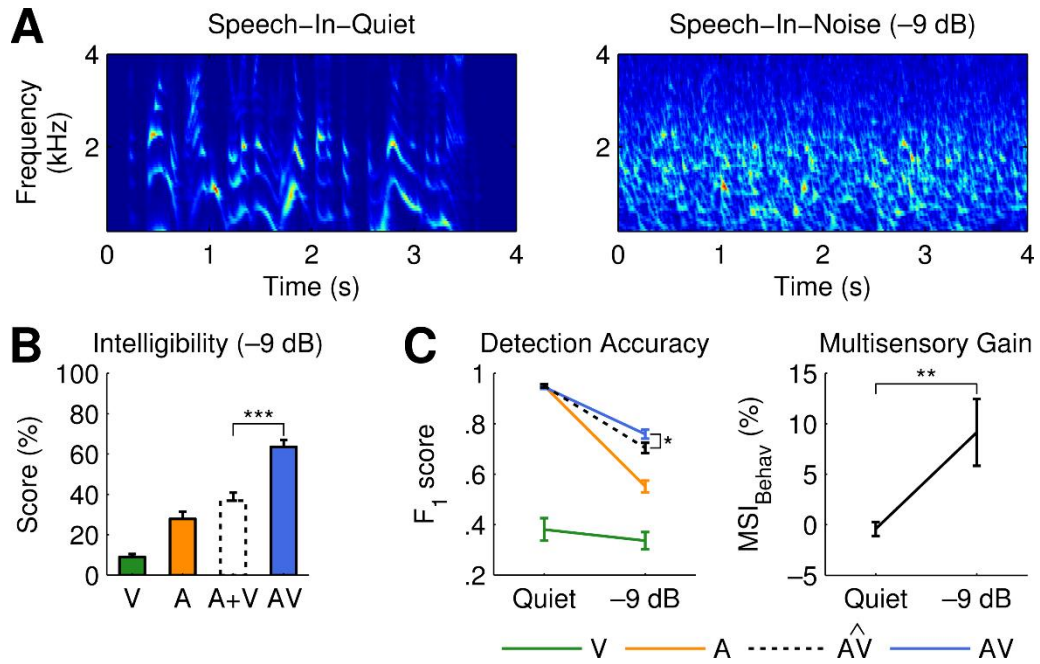 A
Speech–In–Quiet
Speech–In–Noise (–9 dB)
Frequency
(kHz)
4
2
0 1 2 3 4
Time (s)
4
2
0 1 2 3 4
Time (s)
B
Intelligibility (–9 dB)
Score (%)
100
80
60
40
20
0
***
V A A+V AV
C
Detection Accuracy
F1 score
1
.8
.6
.4
.2
*
Quiet –9 dB
Multisensory Gain
MSIBehav (%)
15
10
5
0
–5
**
Quiet –9 dB
V A AV̂ AV